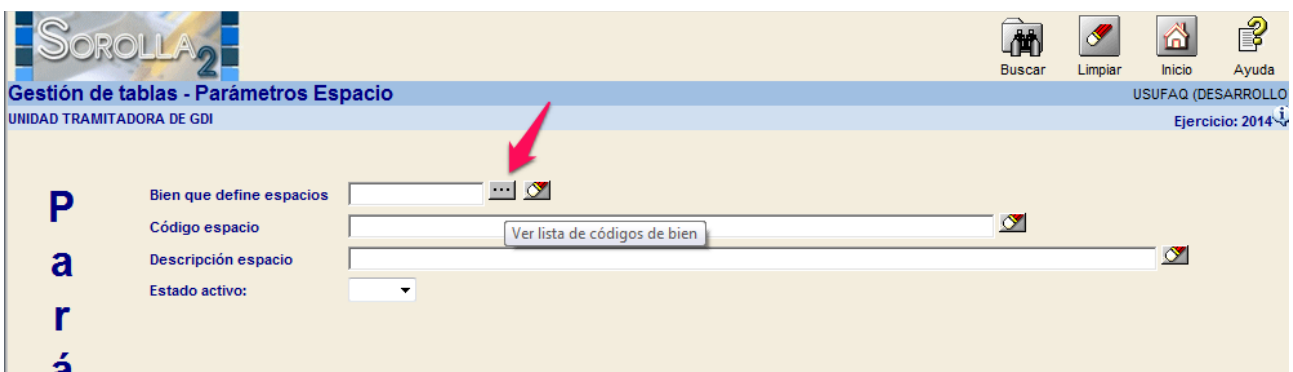 SOROLLA2
Buscar Limpiar Inicio Ayuda
Gestión de tablas - Parámetros Espacio USUFAQ (DESARROLLO
UNIDAD TRAMITADORA DE GDI Ejercicio: 2014
Bien que define espacios ...
Código espacio
Ver lista de códigos de bien
Descripción espacio
Estado activo:
P
a
r
á